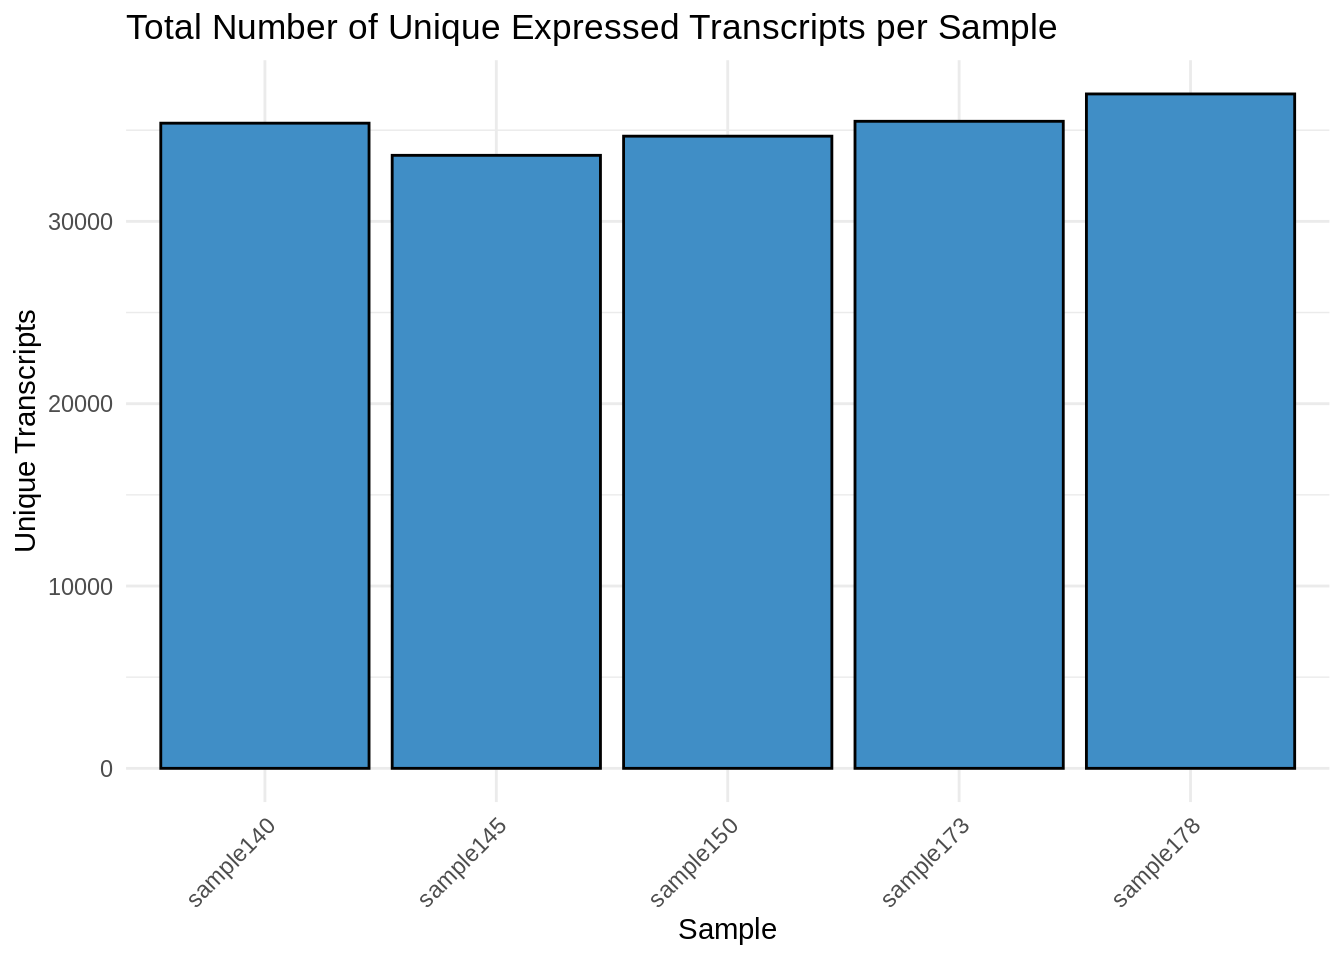 Total Number of Unique Expressed Transcripts per Sample
Unique Transcripts
30000
20000
10000
0
sample140
sample145
sample150
sample173
sample178
Sample